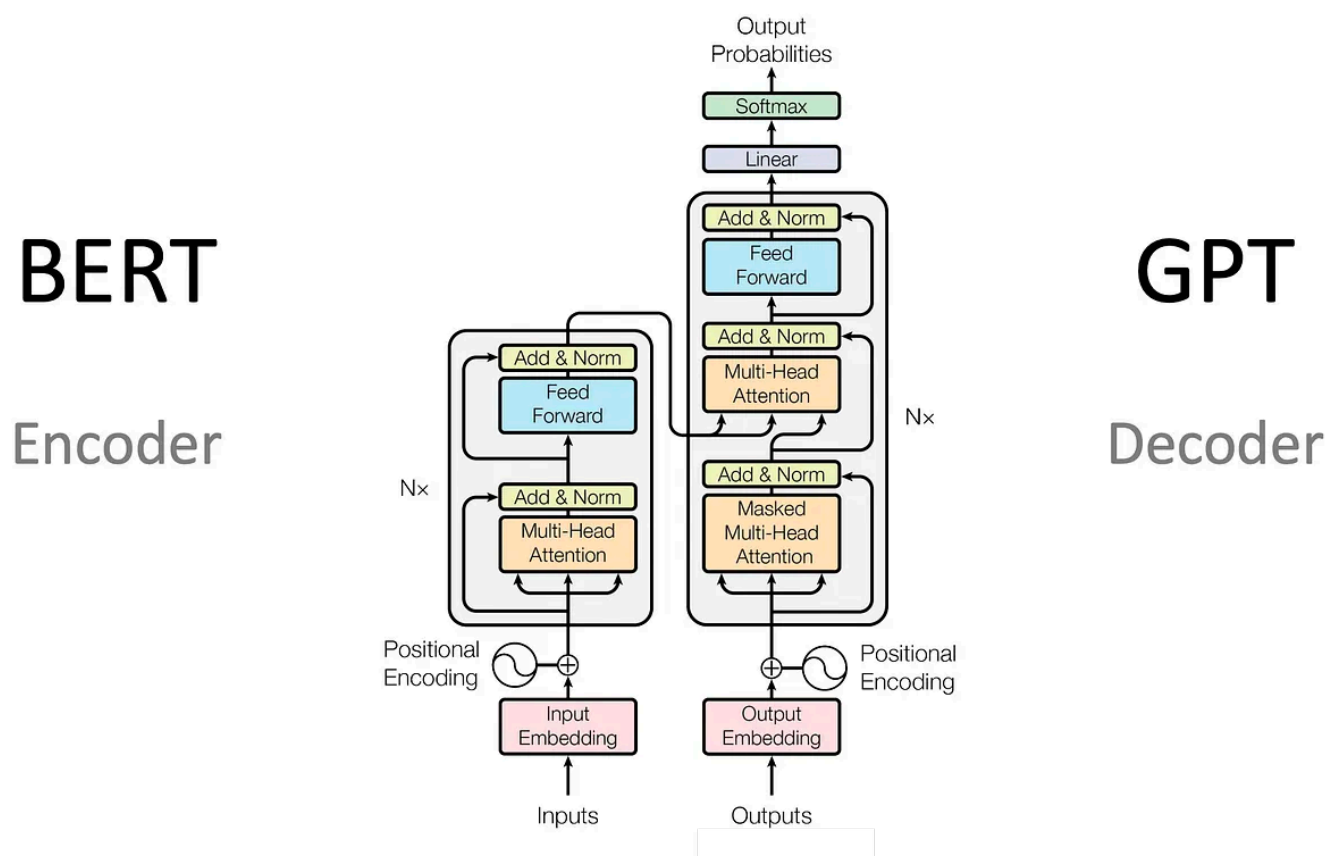 Output
Probabilities
Softmax
Linear
Add & Norm
Feed
Forward
Add & Norm
Multi-Head
Attention
Nx
Add & Norm
Masked
Multi-Head
Attention
Positional
Encoding
Output
Embedding
Outputs
BERT
Encoder
Add & Norm
Feed
Forward
Nx
Add & Norm
Multi-Head
Attention
Positional
Encoding
Input
Embedding
Inputs
GPT
Decoder